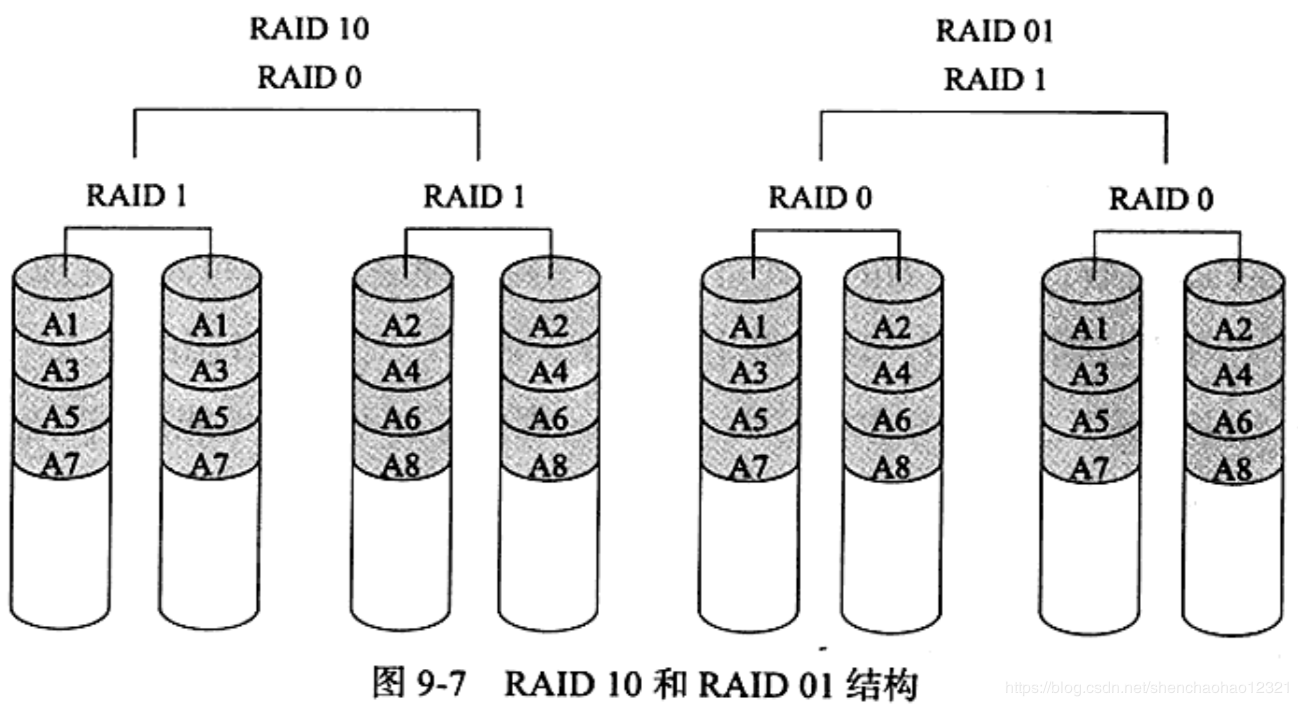 RAID 10
RAID 01
RAID 0
RAID 1
RAID 1
RAID 1
RAID 0
RAID 0
A1 A1 A2 A2 A1 A2 A1 A2
A3 A3 A4 A4 A3 A4 A3 A4
A5 A5 A6 A6 A5 A6 A5 A6
A7 A7 A8 A8 A7 A8 A7 A8
图 9-7 RAID 10 和 RAID 01 结构
https://blog.csdn.net/shenchaohao12321